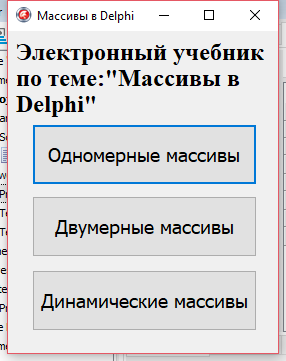 Массивы в Delphi
Электронный учебник
по теме:"Массивы в
Delphi"
Одномерные массивы
Двумерные массивы
Динамические массивы